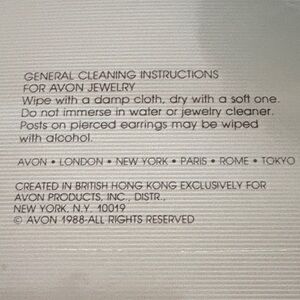 GENERAL CLEANING INSTRUCTIONS
FOR AVON JEWELRY
Wipe with a damp cloth, dry with a soft one.
Do not immerse in water or jewelry cleaner.
Posts on pierced earrings may be wiped
with alcohol.
AVON • LONDON • NEW YORK • PARIS • ROME • TOKYO
CREATED IN BRITISH HONG KONG EXCLUSIVELY FOR
AVON PRODUCTS, INC., DISTR.,
NEW YORK, N.Y. 10019
© AVON 1988-ALL RIGHTS RESERVED